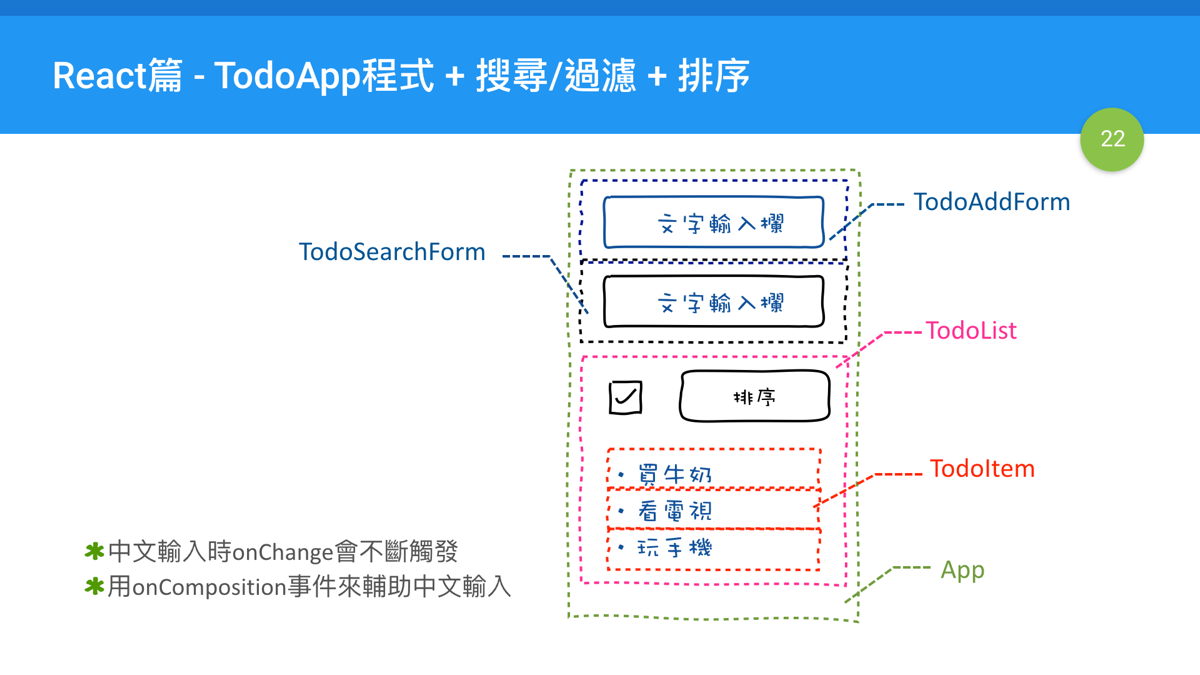 React篇 - TodoApp程式 + 搜尋/過濾 + 排序
22
TodoAddForm
文字輸入欄
TodoSearchForm
文字輸入欄
TodoList
排序
• 買牛奶
TodoItem
• 看電視
• 玩手機
App
✱中文輸入時onChange會不斷觸發
✱用onComposition事件來輔助中文輸入